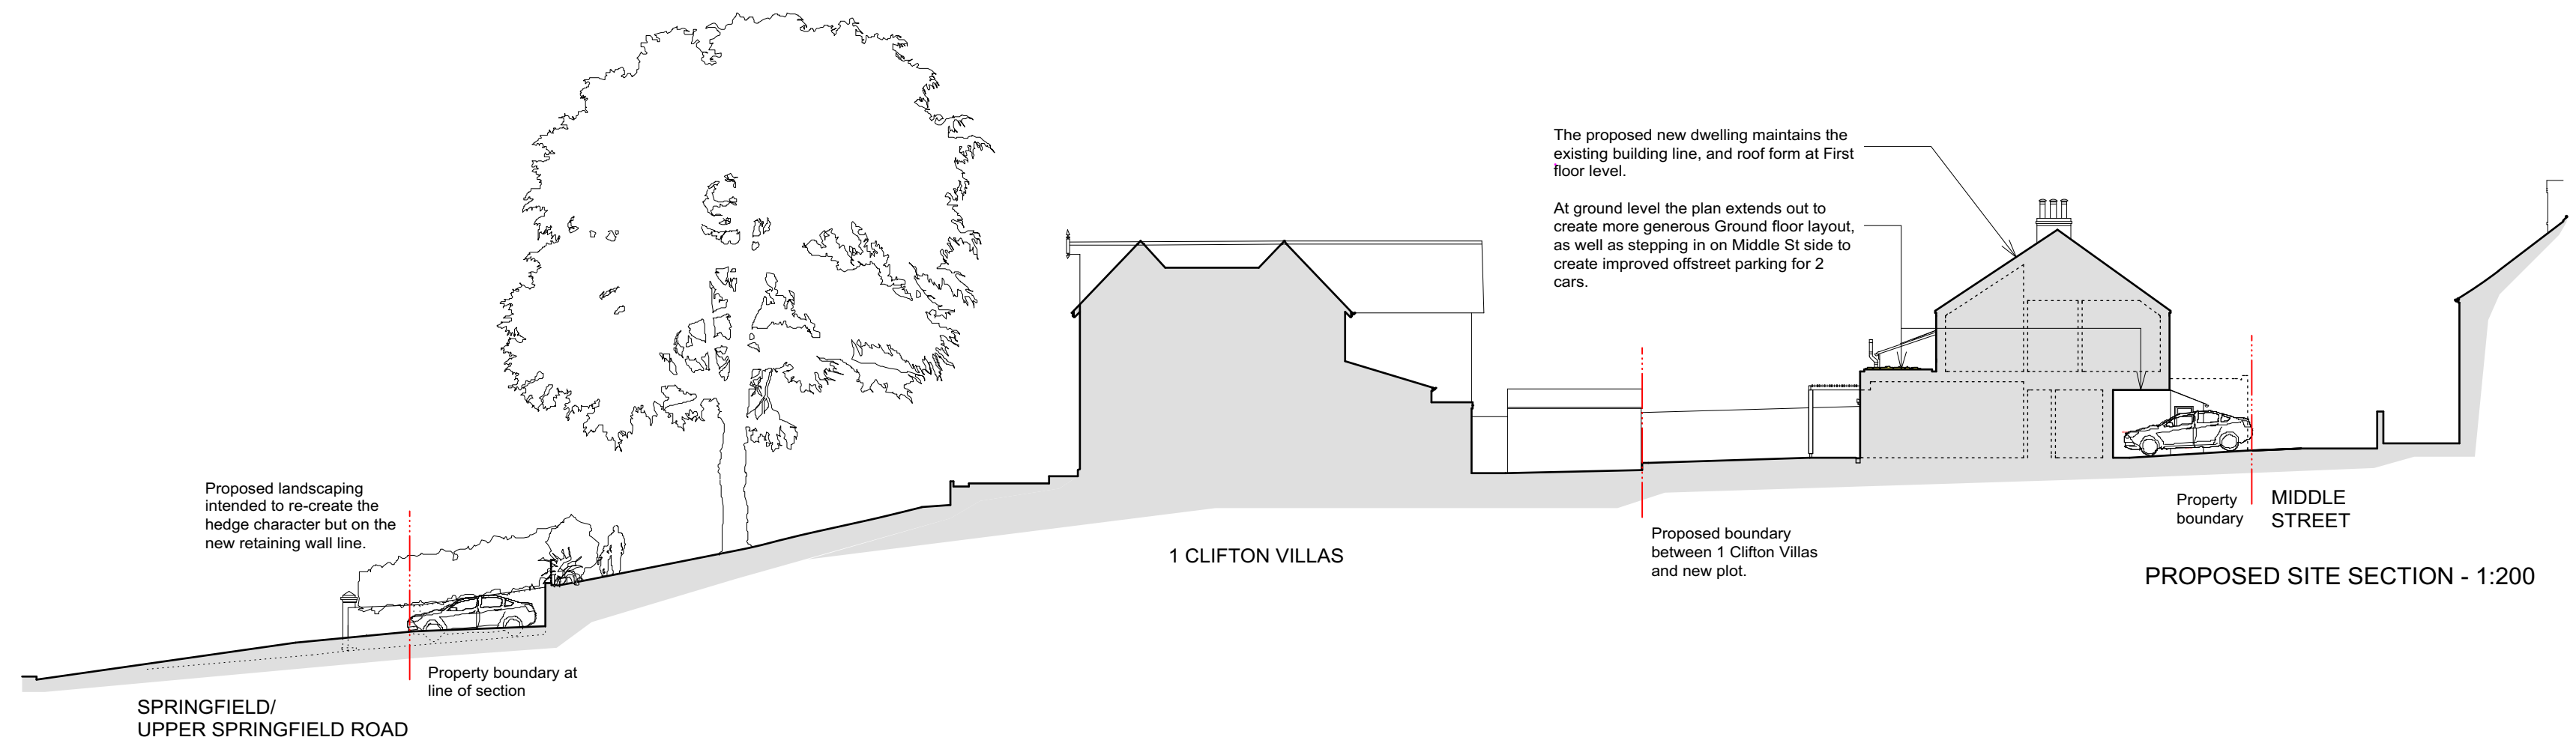 The proposed new dwelling maintains the
existing building line, and roof form at First
floor level.
At ground level the plan extends out to
create more generous Ground floor layout,
as well as stepping in on Middle St side to
create improved offstreet parking for 2
cars.
Proposed landscaping
intended to re-create the
hedge character but on the
new retaining wall line.
Property boundary at
line of section
SPRINGFIELD/
UPPER SPRINGFIELD ROAD
1 CLIFTON VILLAS
Proposed boundary
between 1 Clifton Villas
and new plot.
Property
boundary
MIDDLE
STREET
PROPOSED SITE SECTION - 1:200